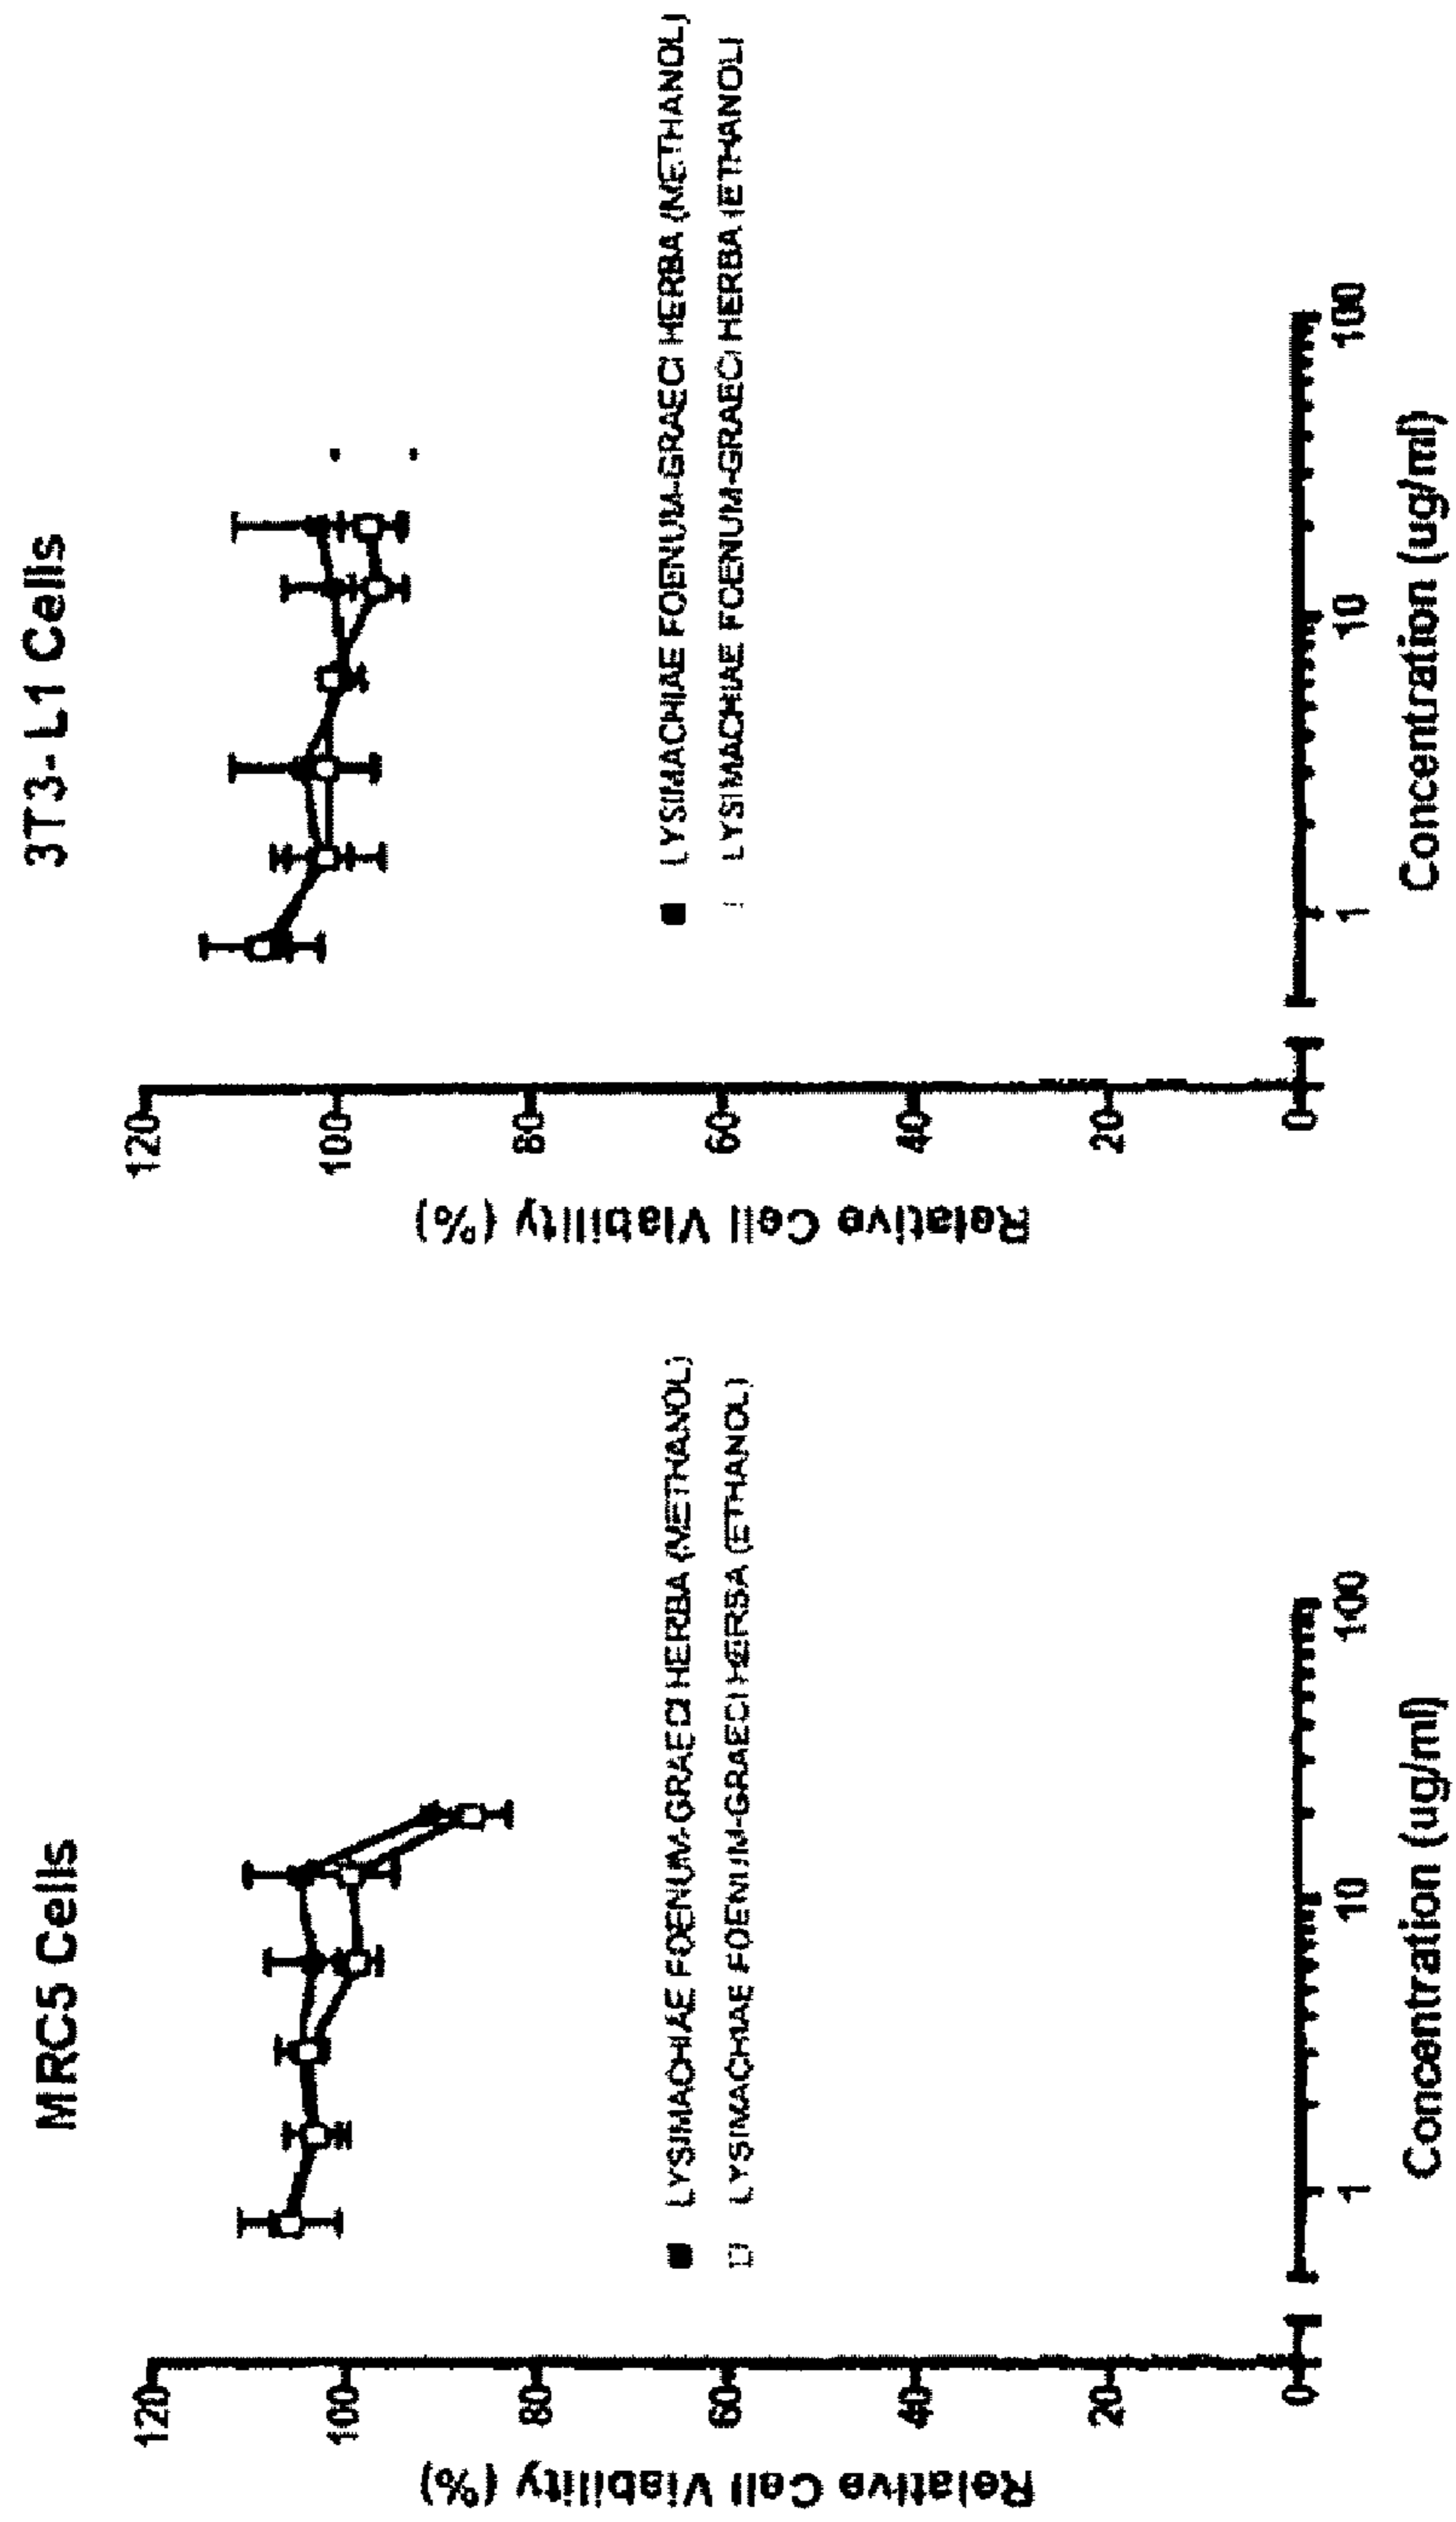 MRC5 Cells
Relative Cell Viability (%)
120
100
80
60
40
20
0
■ LYSIMACHIAE FOENUM-GRAECI HERBA (METHANOL)
□ LYSIMACHIAE FOENUM-GRAECI HERSA (ETHANOL)
1
10
100
Concentration (ug/ml)
3T3-L1 Cells
Relative Cell Viability (%)
120
100
80
60
40
20
0
■ LYSIMACHIAE FOENUM-GRAECI HERBA (METHANOL)
LYSIMACHIAE FOENUM-GRAECI HERBA (ETHANOL)
1
10
100
Concentration (ug/ml)